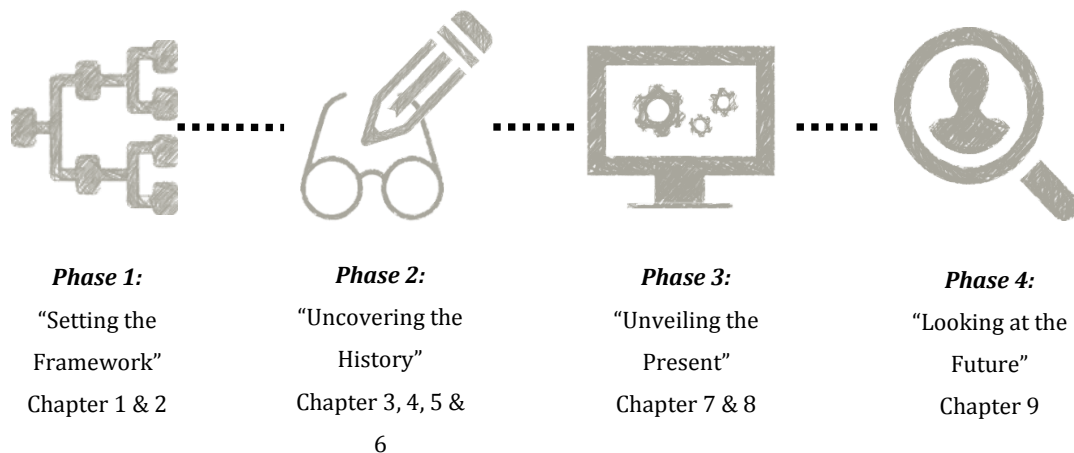 Phase 1:
“Setting the
Framework”
Chapter 1 & 2
Phase 2:
“Uncovering the
History”
Chapter 3, 4, 5 &
6
Phase 3:
“Unveiling the
Present”
Chapter 7 & 8
Phase 4:
“Looking at the
Future”
Chapter 9